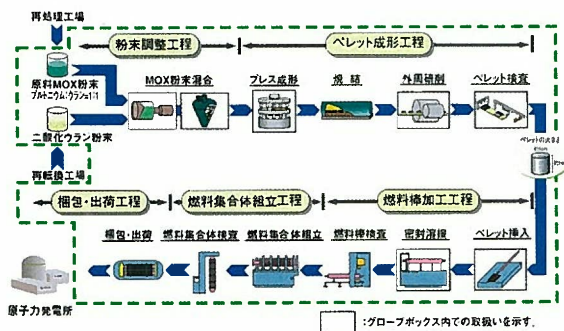 再処理工場
粉末調整工程
ペレット成形工程
原料MOX粉末
プルトニウム:ウラン=1:1
MOX粉末混合
プレス成形
焼結
外周研削
ペレット検査
二酸化ウラン粉末
再転換工場
梱包・出荷工程
燃料集合体組立工程
燃料棒加工工程
梱包・出荷
燃料集合体検査
燃料集合体組立
燃料棒検査
密封溶接
ペレット挿入
原子力発電所
:グローブボックス内での取扱いを示す。